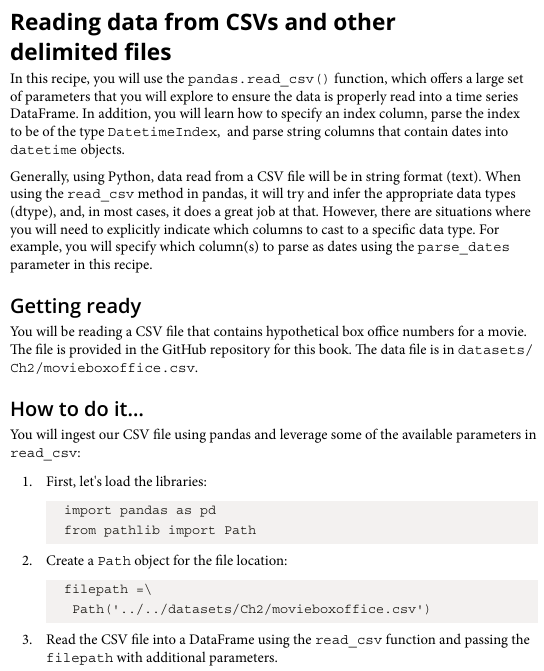 Reading data from CSVs and other
delimited files
In this recipe, you will use the pandas.read_csv() function, which offers a large set
of parameters that you will explore to ensure the data is properly read into a time series
DataFrame. In addition, you will learn how to specify an index column, parse the index
to be of the type DatetimeIndex, and parse string columns that contain dates into
datetime objects.
Generally, using Python, data read from a CSV file will be in string format (text). When
using the read_csv method in pandas, it will try and infer the appropriate data types
(dtype), and, in most cases, it does a great job at that. However, there are situations where
you will need to explicitly indicate which columns to cast to a specific data type. For
example, you will specify which column(s) to parse as dates using the parse_dates
parameter in this recipe.
Getting ready
You will be reading a CSV file that contains hypothetical box office numbers for a movie.
The file is provided in the GitHub repository for this book. The data file is in datasets/
Ch2/movieboxoffice.csv.
How to do it…
You will ingest our CSV file using pandas and leverage some of the available parameters in
read_csv:
1. First, let's load the libraries:
import pandas as pd
from pathlib import Path
2. Create a Path object for the file location:
filepath =\
Path('../../datasets/Ch2/movieboxoffice.csv')
3. Read the CSV file into a DataFrame using the read_csv function and passing the
filepath with additional parameters.